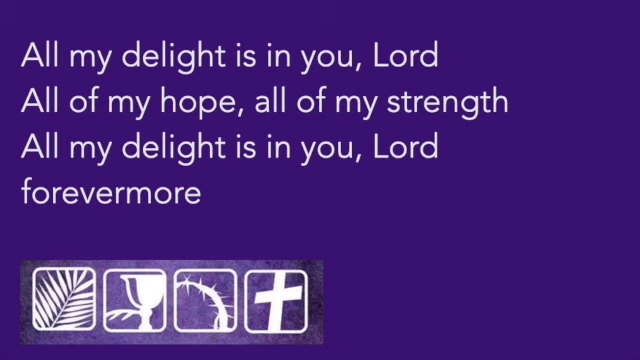 All my delight is in you, Lord
All of my hope, all of my strength
All my delight is in you, Lord
forevermore